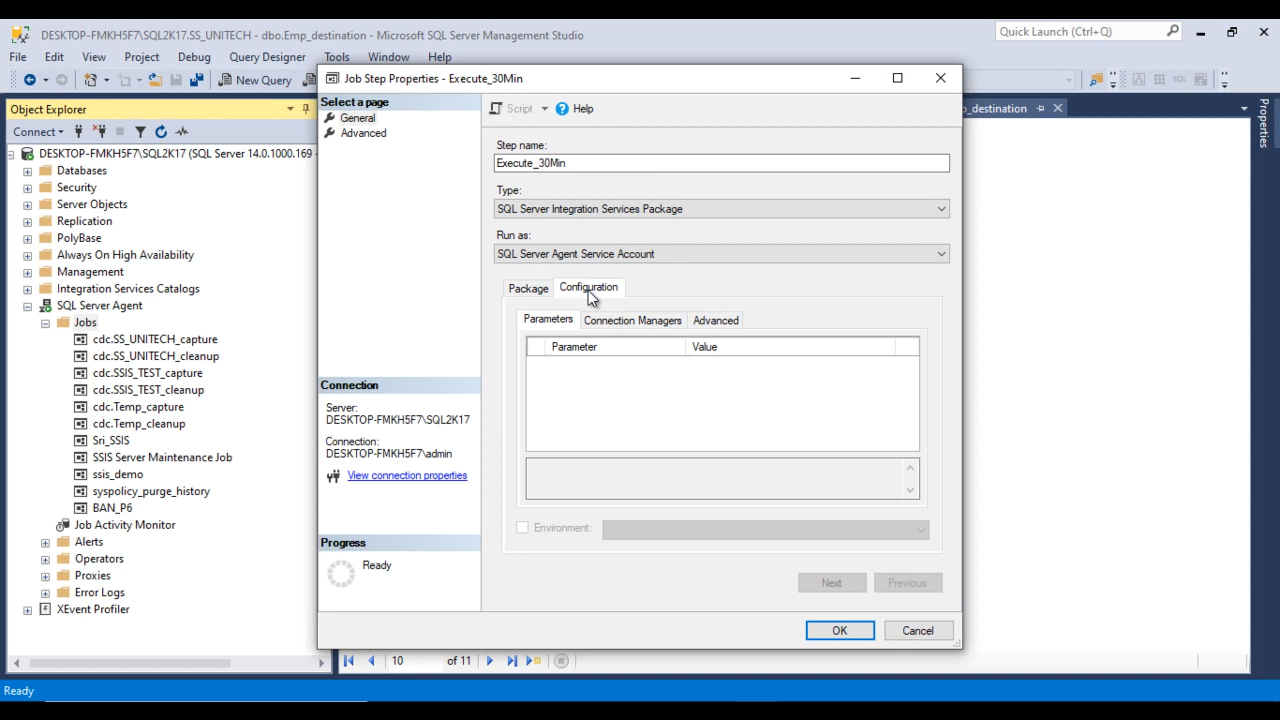 DESKTOP-FMKH5F7\SQL2K17.SS_UNITECH - dbo.Emp_destination - Microsoft SQL Server Management Studio
Quick Launch (Ctrl+Q)
File Edit View Project Debug Query Designer Tools Window Help
New Query
Job Step Properties - Execute_30Min
Object Explorer
Connect
DESKTOP-FMKH5F7\SQL2K17 (SQL Server 14.0.1000.169 -
Databases
Security
Server Objects
Replication
PolyBase
Always On High Availability
Management
Integration Services Catalogs
SQL Server Agent
Jobs
cdc.SS_UNITECH_capture
cdc.SS_UNITECH_cleanup
cdc.SSIS_TEST_capture
cdc.SSIS_TEST_cleanup
cdc.Temp_capture
cdc.Temp_cleanup
Sri_SSIS
SSIS Server Maintenance Job
ssis_demo
syspolicy_purge_history
BAN_P6
Job Activity Monitor
Alerts
Operators
Proxies
Error Logs
XEvent Profiler
Select a page
General
Advanced
Connection
Server:
DESKTOP-FMKH5F7\SQL2K17
Connection:
DESKTOP-FMKH5F7\admin
View connection properties
Progress
Ready
Script Help
Step name:
Execute_30Min
Type:
SQL Server Integration Services Package
Run as:
SQL Server Agent Service Account
Package Configuration
Parameters Connection Managers Advanced
Parameter Value
Environment:
Next Previous
OK Cancel
_destination
SQL
Properties
10 of 11
Ready